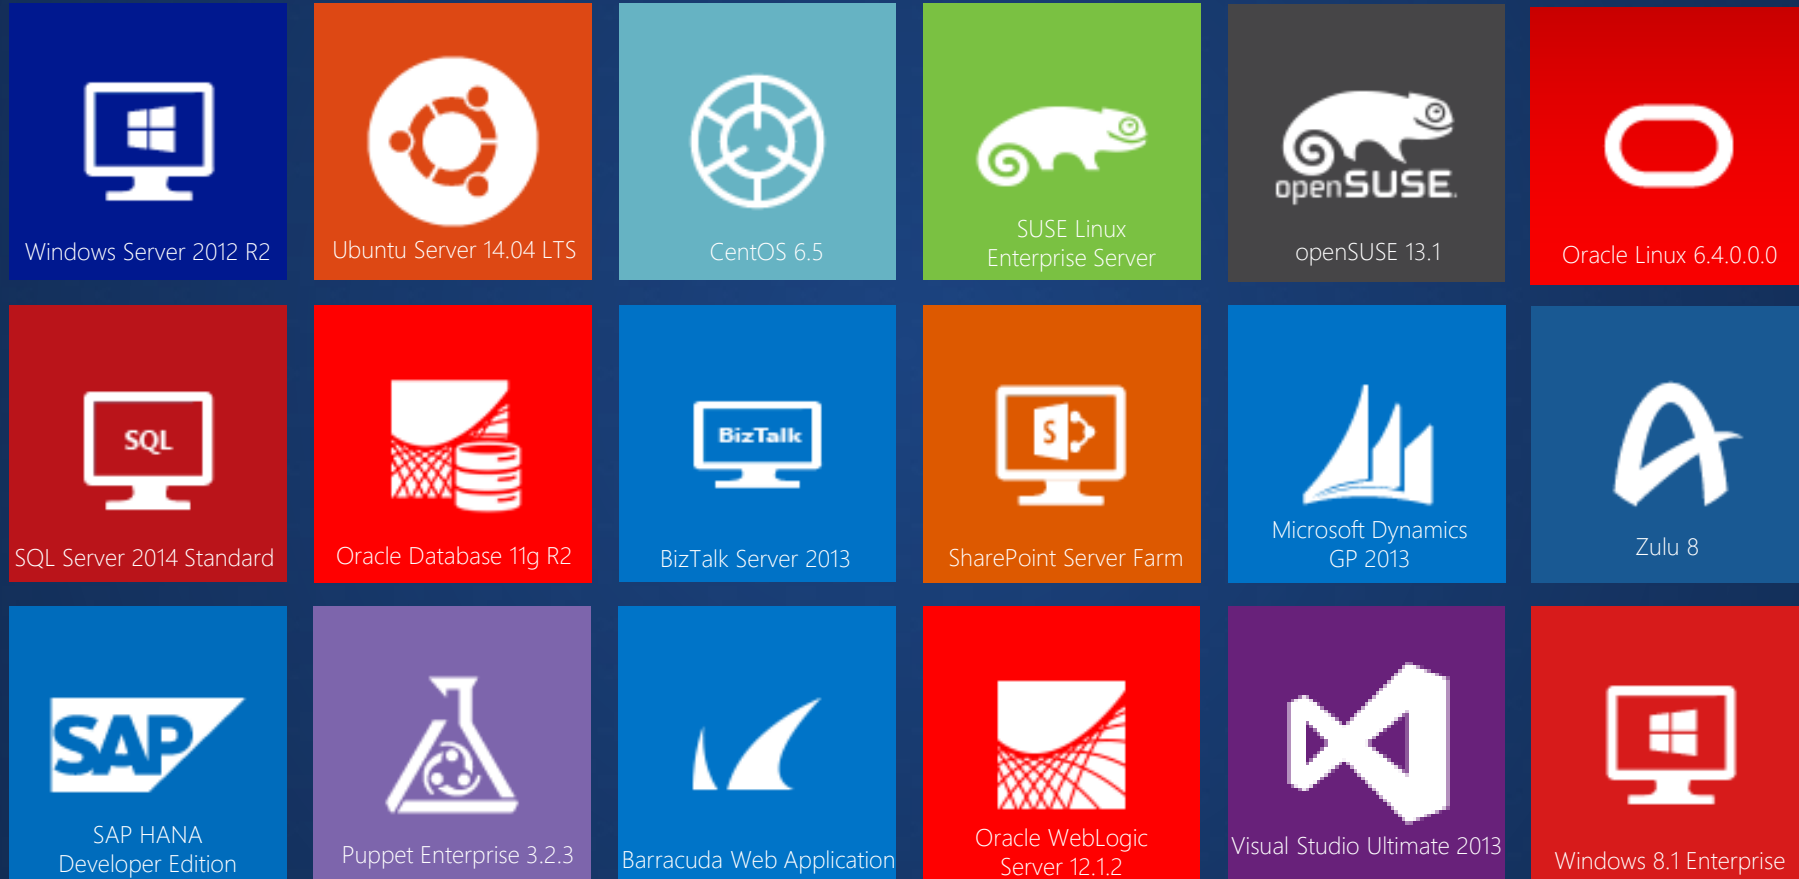 Windows Server 2012 R2
Ubuntu Server 14.04 LTS
CentOS 6.5
SUSE Linux
Enterprise Server
openSUSE.
openSUSE 13.1
Oracle Linux 6.4.0.0.0
SQL
SQL Server 2014 Standard
Oracle Database 11g R2
BizTalk
BizTalk Server 2013
S
SharePoint Server Farm
Microsoft Dynamics
GP 2013
Zulu 8
SAP
SAP HANA
Developer Edition
Puppet Enterprise 3.2.3
Barracuda Web Application
Oracle WebLogic
Server 12.1.2
Visual Studio Ultimate 2013
Windows 8.1 Enterprise